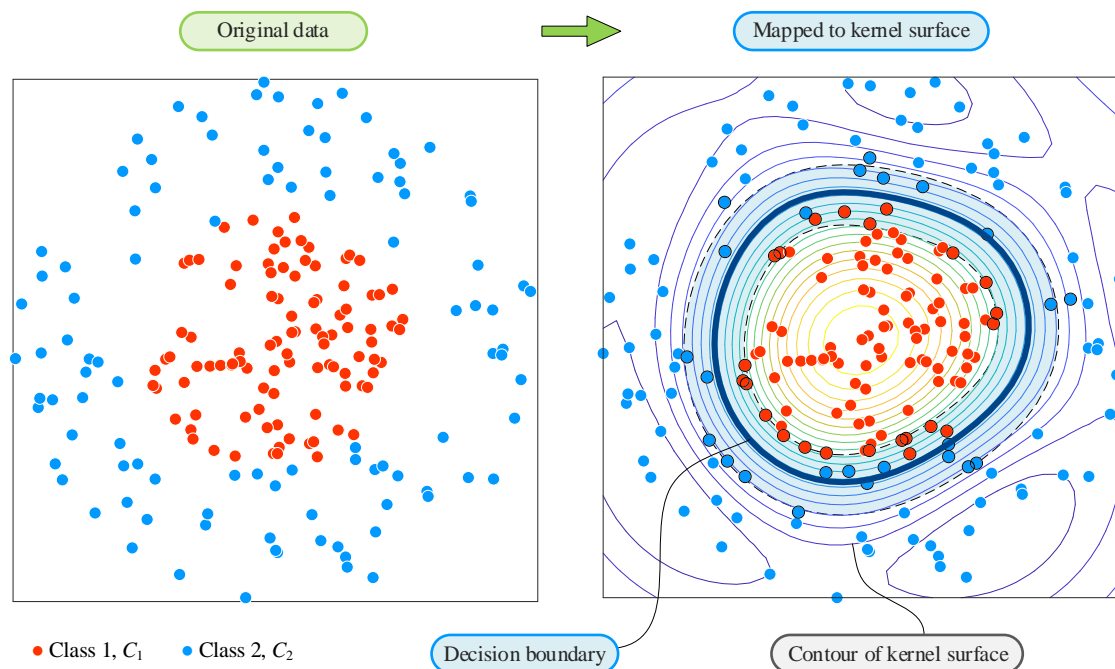 Original data
Mapped to kernel surface
Class 1, C1
Class 2, C2
Decision boundary
Contour of kernel surface